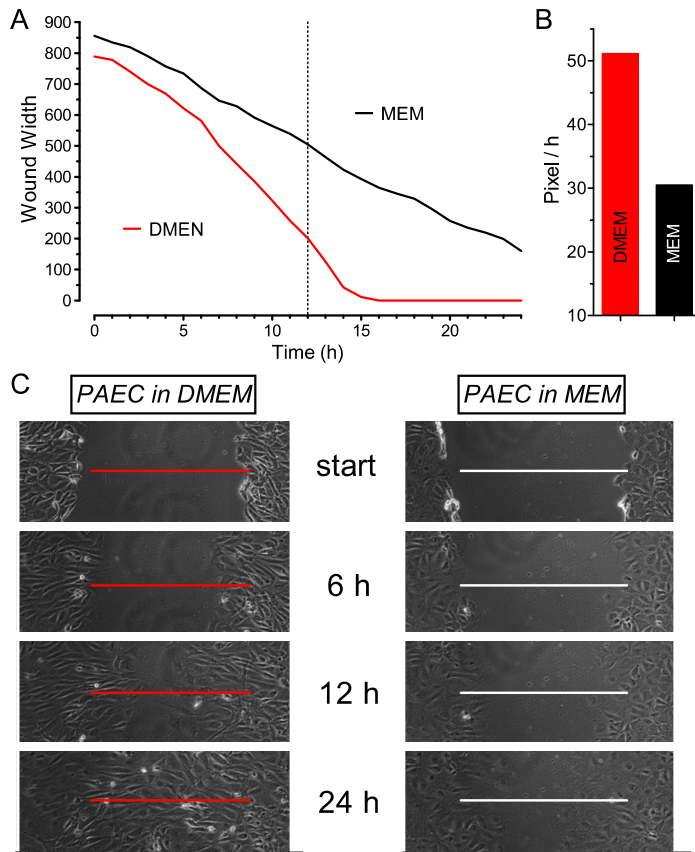 A
900
800
700
600
500
400
300
200
100
0
Wound Width
MEM
DMEN
0 5 10 15 20
Time (h)
B
50
40
30
20
10
Pixel / h
DMEM
MEM
C
PAEC in DMEM
PAEC in MEM
start
6 h
12 h
24 h